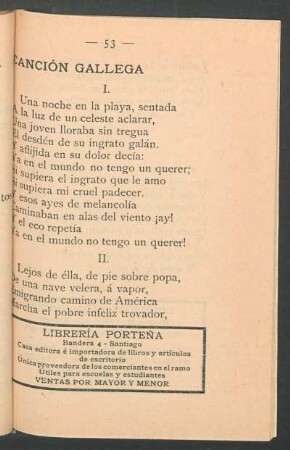 — 53 —
CANCIÓN GALLEGA
I.
Una noche en la playa, sentada
A la luz de un celeste aclarar,
Una joven lloraba sin tregua
El desdén de su ingrato galán.
Y aflijida en su dolor decía:
Ya en el mundo no tengo un querer;
Si supiera el ingrato que le amo
Si supiera mi cruel padecer.
Y esos ayes de melancolía
Caminaban en alas del viento ¡ay!
Y el eco repetía
Ya en el mundo no tengo un querer!
II.
Lejos de élla, de pie sobre popa,
De una nave velera, á vapor,
Emigrando camino de América
Marcha el pobre infeliz trovador,
LIBRERÍA PORTEÑA
Bandera 4 - Santiago
Casa editora é importadora de libros y artículos
de escritorio
Única proveedora de los comerciantes en el ramo
Útiles para escuelas y estudiantes
VENTAS POR MAYOR Y MENOR